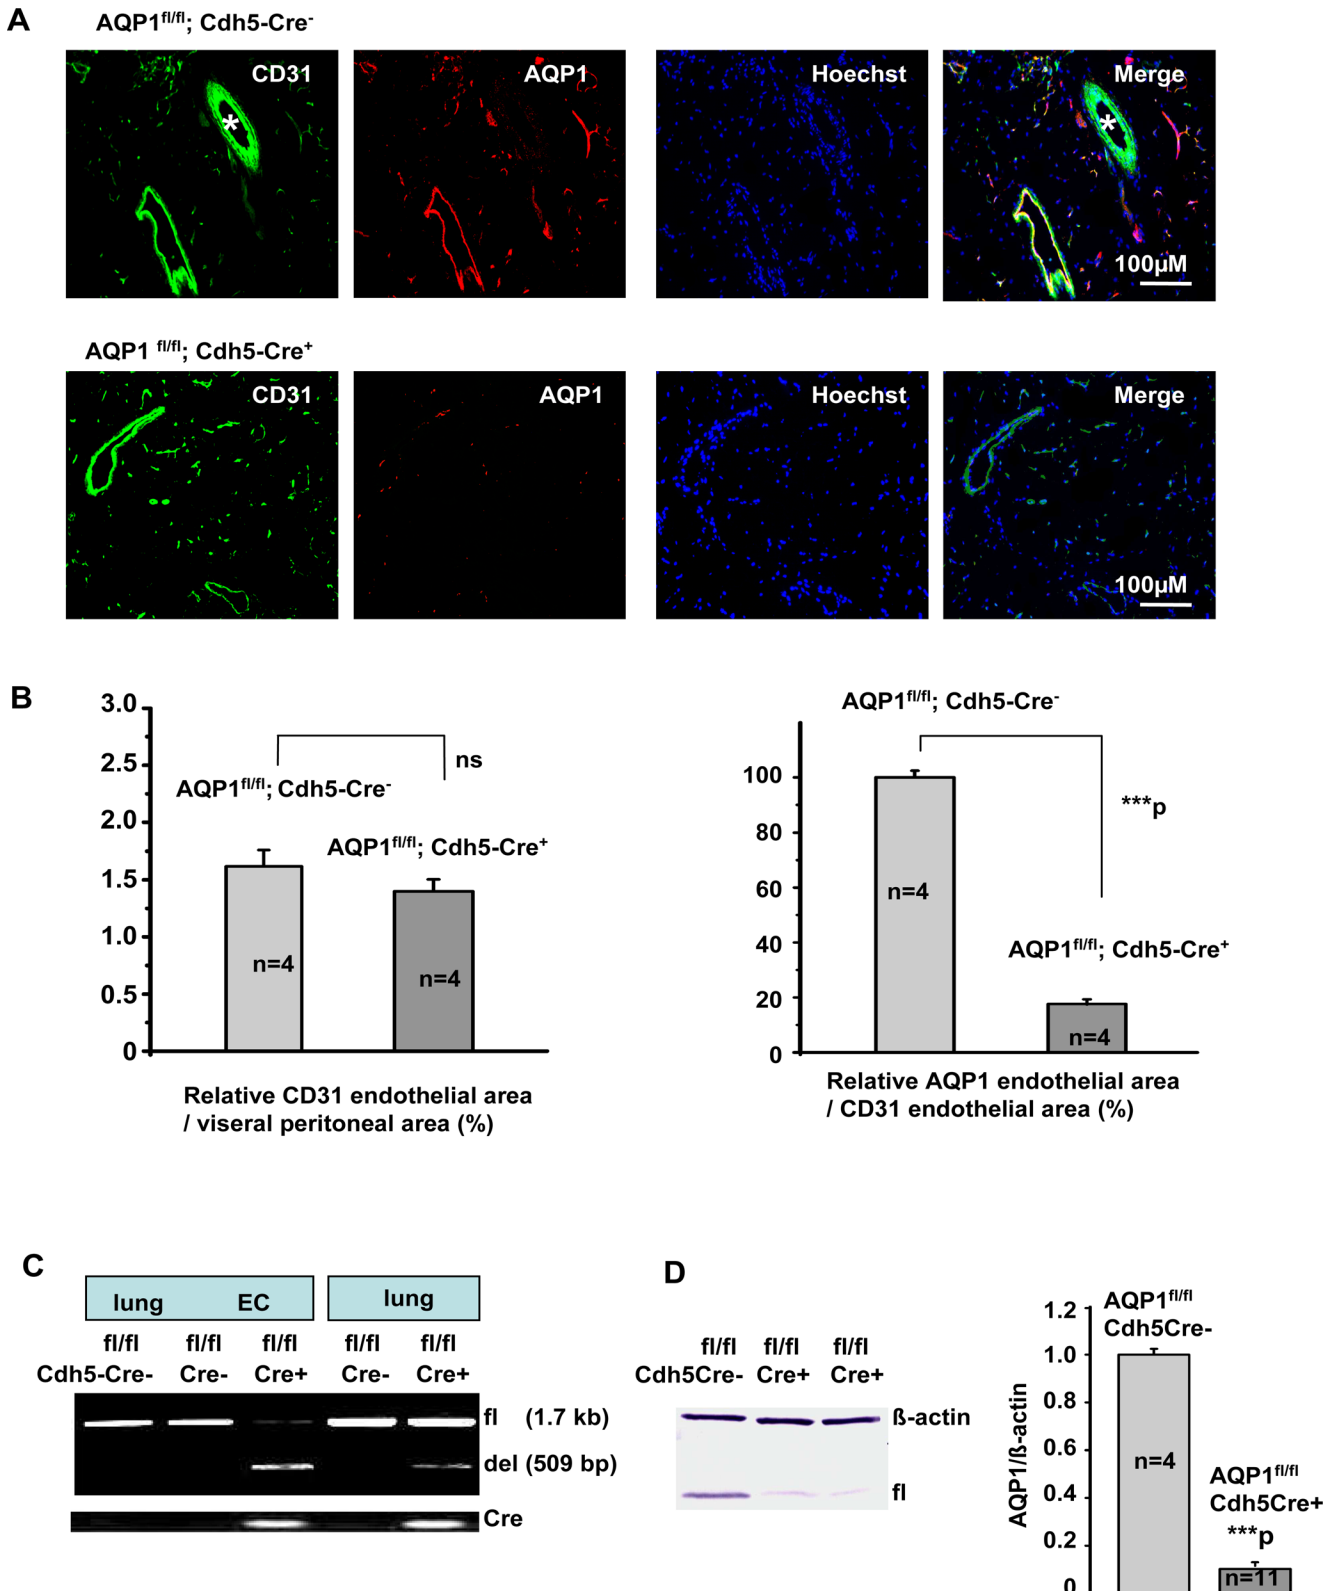 A
AQP1fl/fl; Cdh5-Cre-
CD31
AQP1
Hoechst
Merge
*
*
100µM
AQP1 fl/fl; Cdh5-Cre+
CD31
AQP1
Hoechst
Merge
100µM
B
3.0
2.5
2.0
1.5
1.0
0.5
0
ns
AQP1fl/fl; Cdh5-Cre-
AQP1fl/fl; Cdh5-Cre+
n=4
n=4
Relative CD31 endothelial area
/ viseral peritoneal area (%)
AQP1fl/fl; Cdh5-Cre-
100
80
60
40
20
0
***p
n=4
AQP1fl/fl; Cdh5-Cre+
n=4
Relative AQP1 endothelial area
/ CD31 endothelial area (%)
C
lung EC
lung
fl/fl fl/fl fl/fl fl/fl fl/fl
Cdh5-Cre- Cre- Cre+ Cre- Cre+
fl (1.7 kb)
del (509 bp)
Cre
D
fl/fl fl/fl fl/fl
Cdh5Cre- Cre+ Cre+
ß-actin
fl
AQP1/ß-actin
1.2
1.0
0.8
0.6
0.4
0.2
0
AQP1fl/fl
Cdh5Cre-
n=4
AQP1fl/fl
Cdh5Cre+
***p
n=11